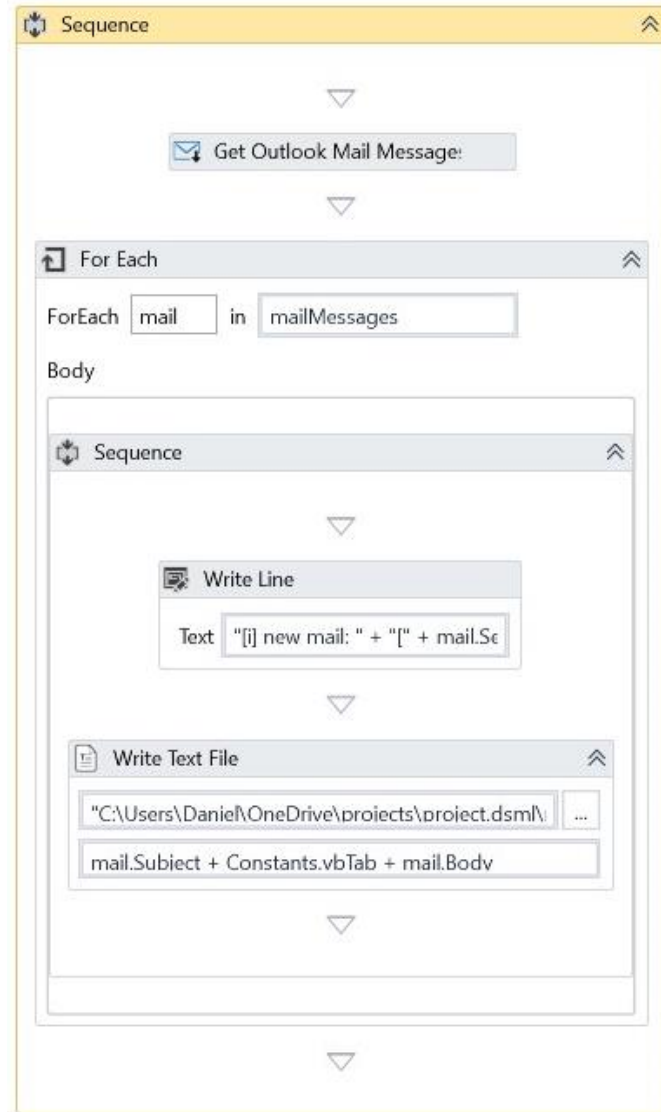 Sequence
Get Outlook Mail Messages
For Each
ForEach mail in mailMessages
Body
Sequence
Write Line
Text "[i] new mail: " + "[" + mail.Se
Write Text File
"C:\Users\Daniel\OneDrive\projects\project.dsml\ ...
mail.Subject + Constants.vbTab + mail.Body